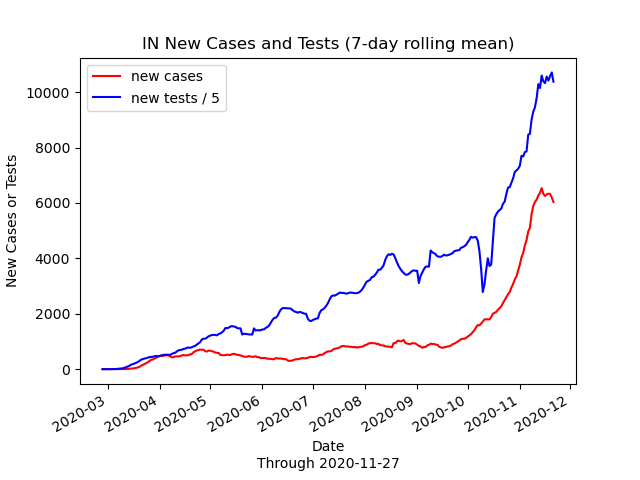 IN New Cases and Tests (7-day rolling mean)
new cases
new tests / 5
New Cases or Tests
10000
8000
6000
4000
2000
0
2020-03
2020-04
2020-05
2020-06
2020-07
2020-08
2020-09
2020-10
2020-11
2020-12
Date
Through 2020-11-27